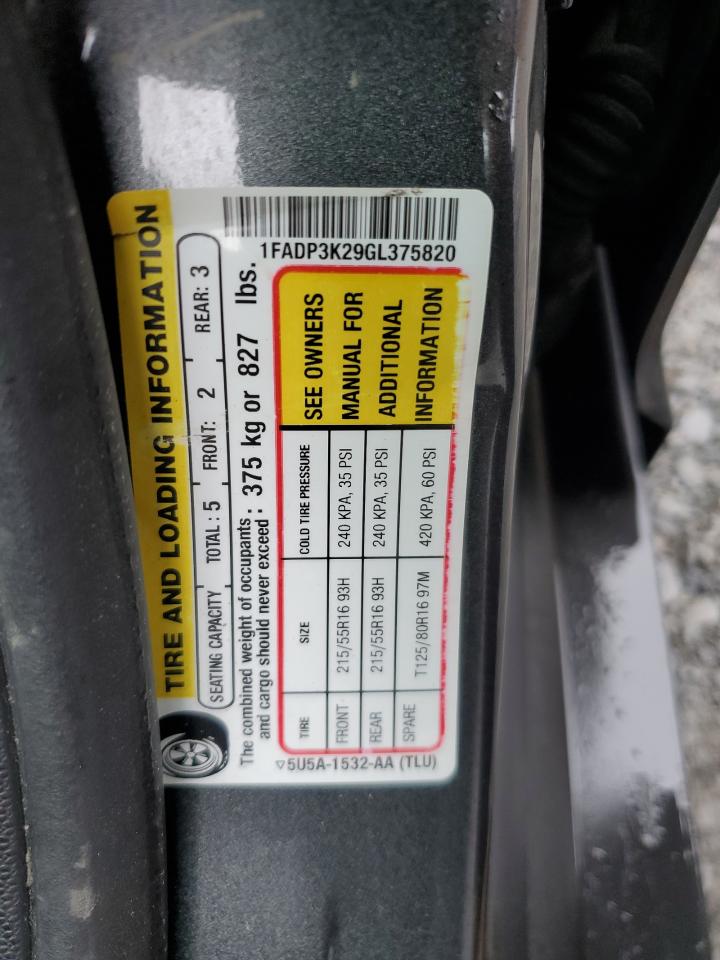 TIRE AND LOADING INFORMATION
SEATING CAPACITY TOTAL : 5 FRONT: 2 REAR: 3
The combined weight of occupants and cargo should never exceed : 375 kg or 827 lbs.
TIRE SIZE COLD TIRE PRESSURE
FRONT 215/55R16 93H 240 KPA, 35 PSI
REAR 215/55R16 93H 240 KPA, 35 PSI
SPARE T125/80R16 97M 420 KPA, 60 PSI
SEE OWNERS
MANUAL FOR
ADDITIONAL
INFORMATION
5U5A-1532-AA (TLU)
1FADP3K29GL375820